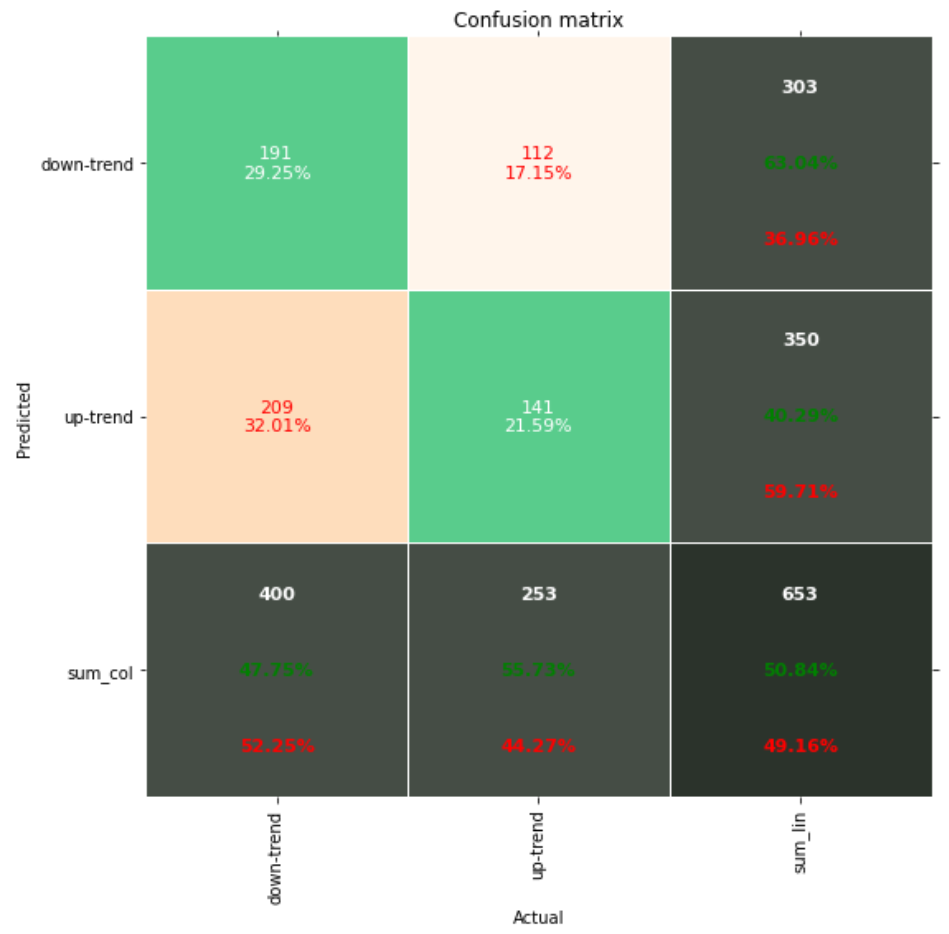 Confusion matrix
303
191
29.25%
112
17.15%
down-trend
63.04%
36.96%
350
209
32.01%
141
21.59%
up-trend
40.29%
Predicted
59.71%
400
253
653
sum_col
47.75%
55.73%
50.84%
52.25%
44.27%
49.16%
down-trend
up-trend
sum_lin
Actual